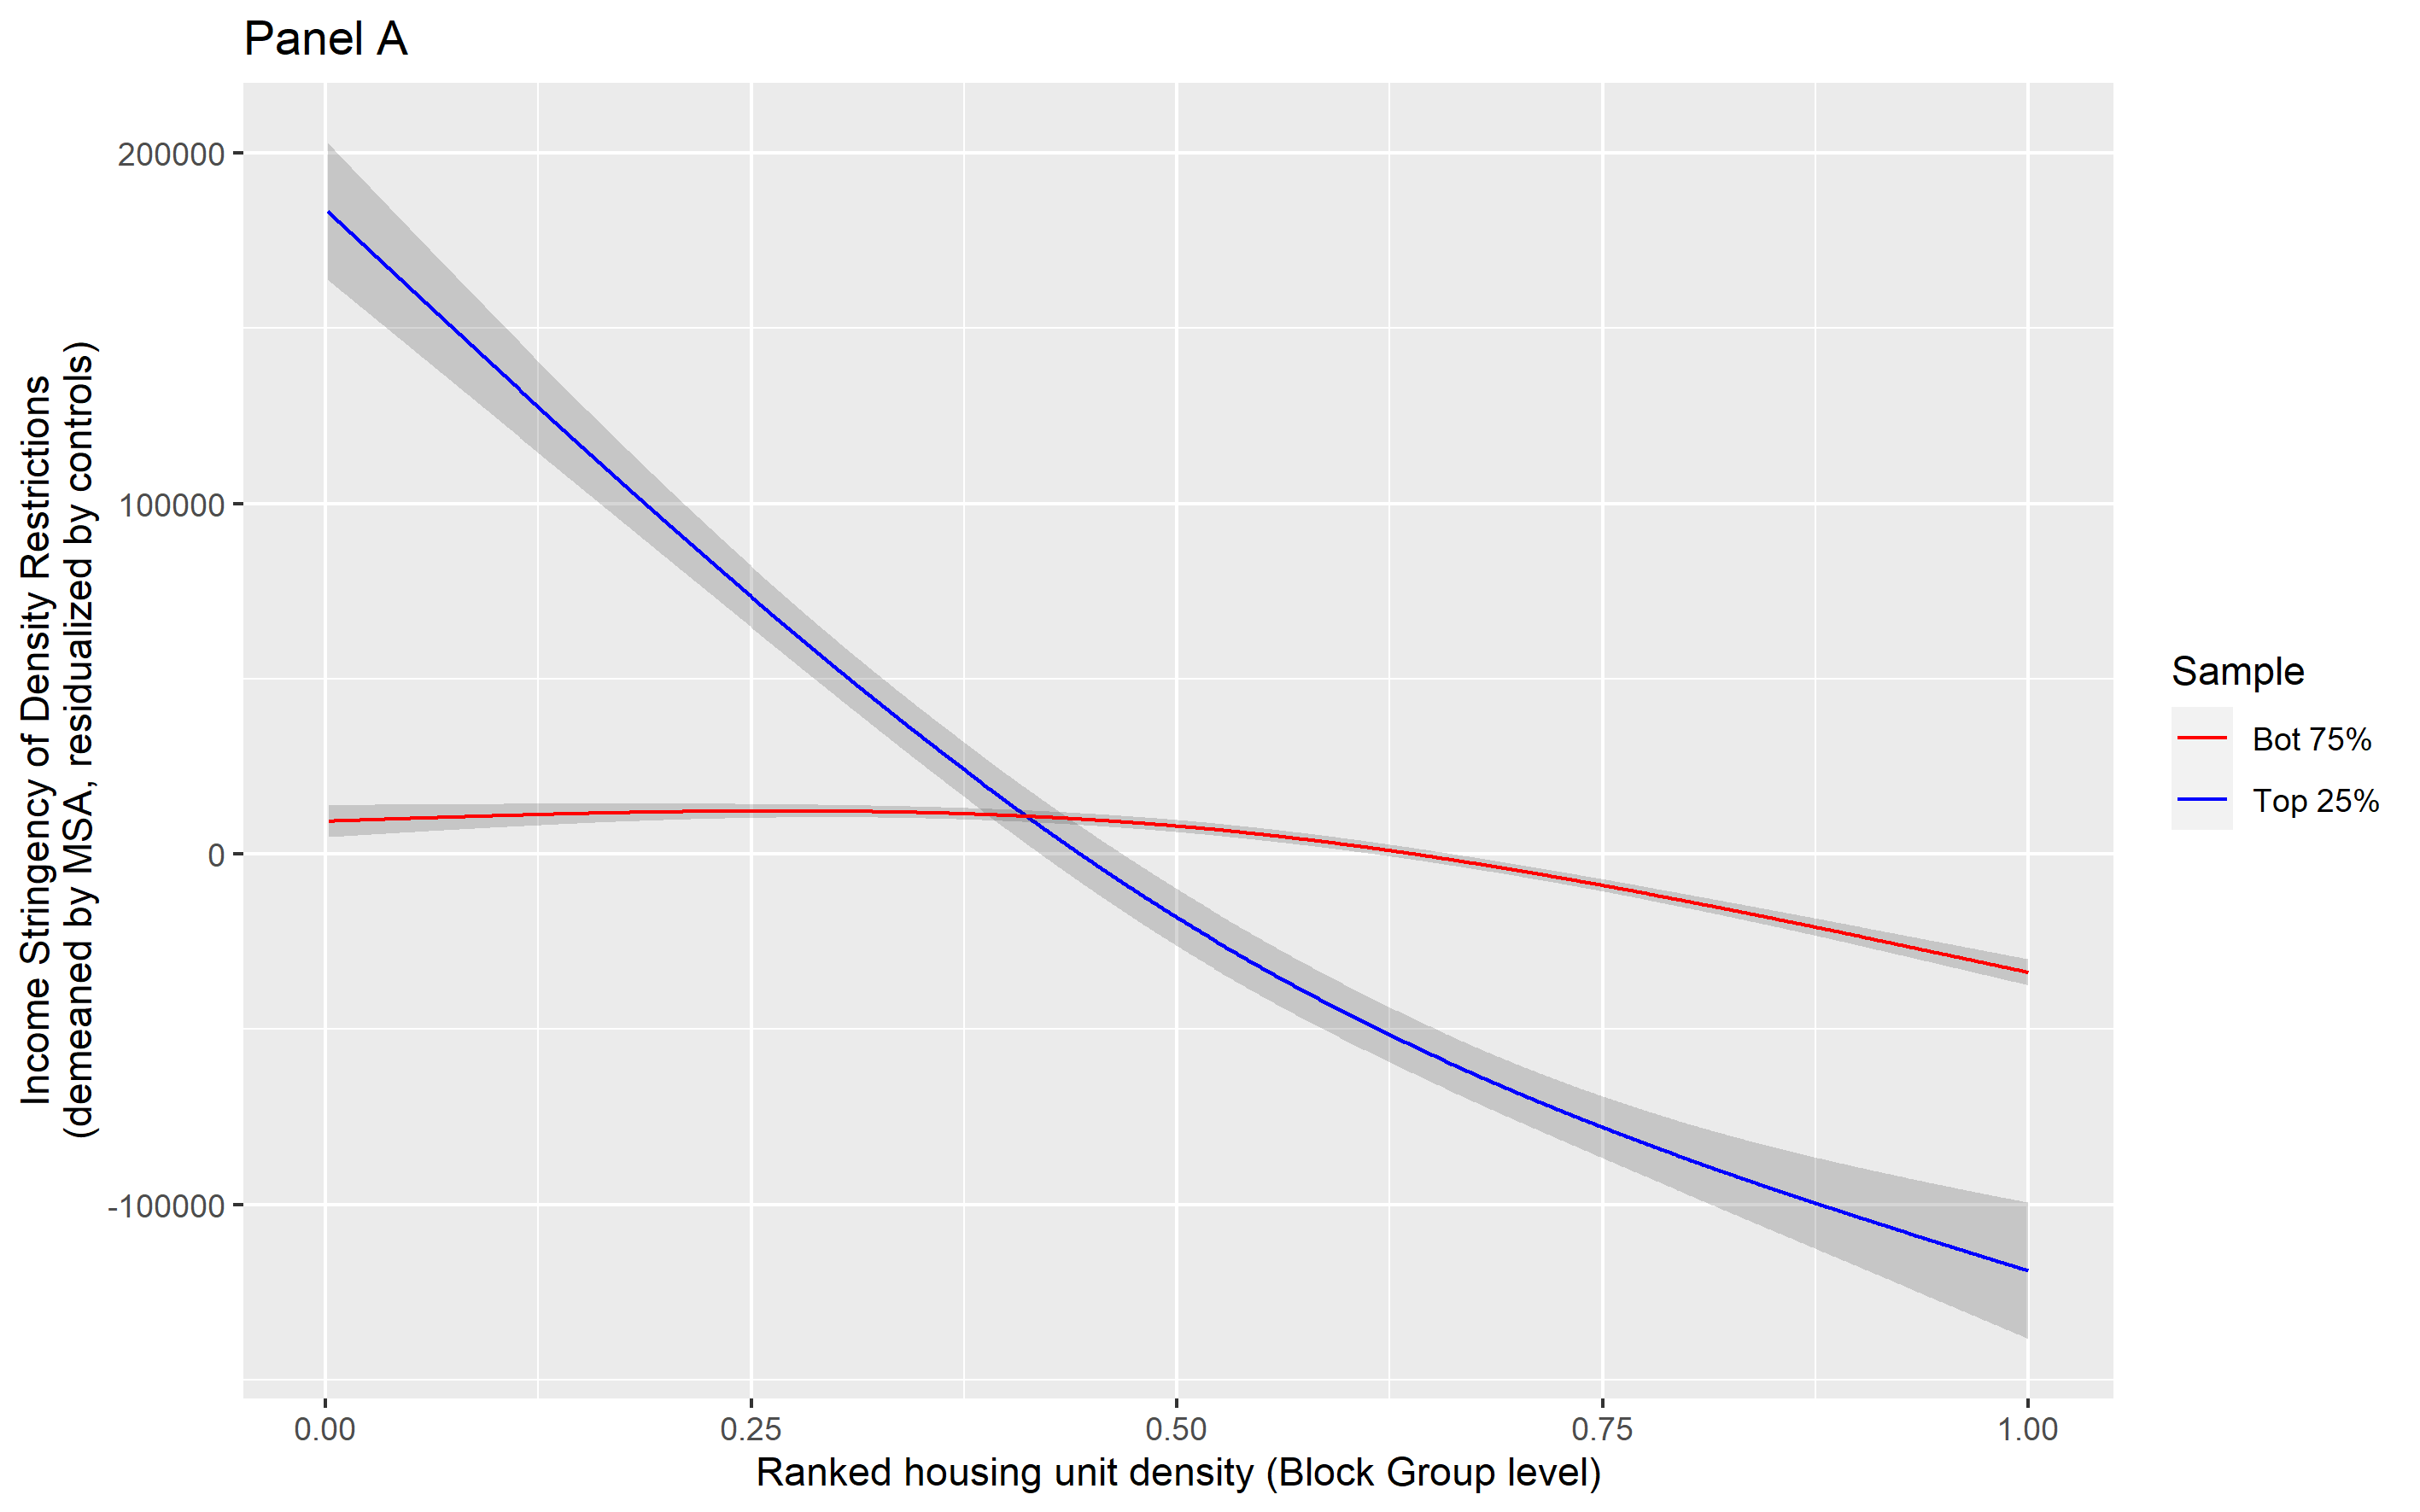 Panel A
Income Stringency of Density Restrictions
(demeaned by MSA, residualized by controls)
200000
100000
0
-100000
0.00
0.25
0.50
0.75
1.00
Ranked housing unit density (Block Group level)
Sample
Bot 75%
Top 25%